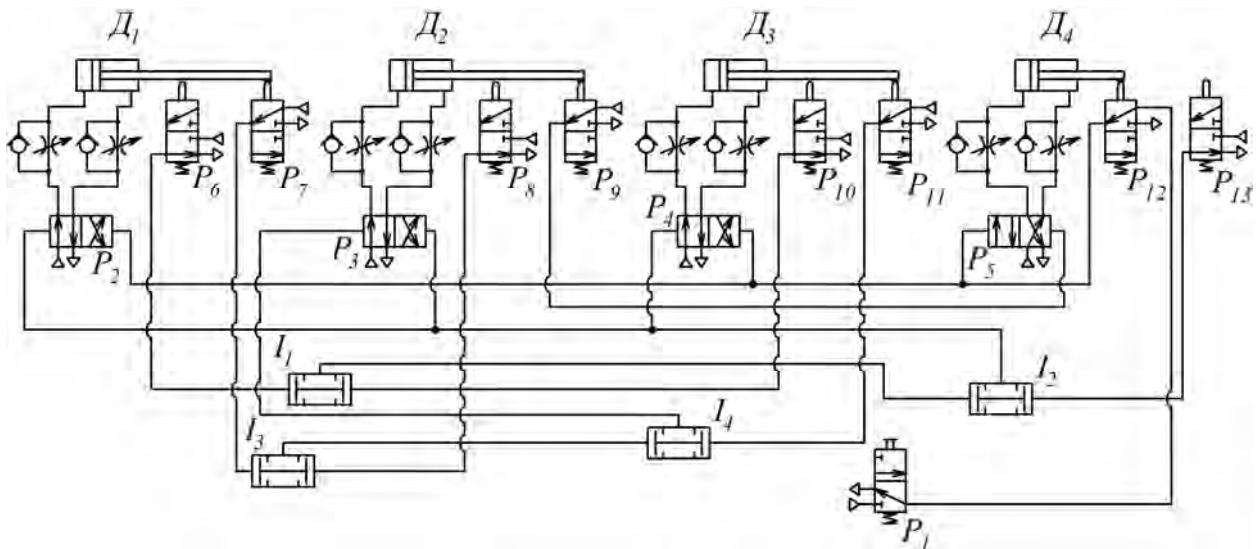 Д1 Д2 Д3 Д4
P6 P7 P8 P9 P10 P11 P12 P13
P2 P3 P4 P5
I1 I2
I3 I4
P1